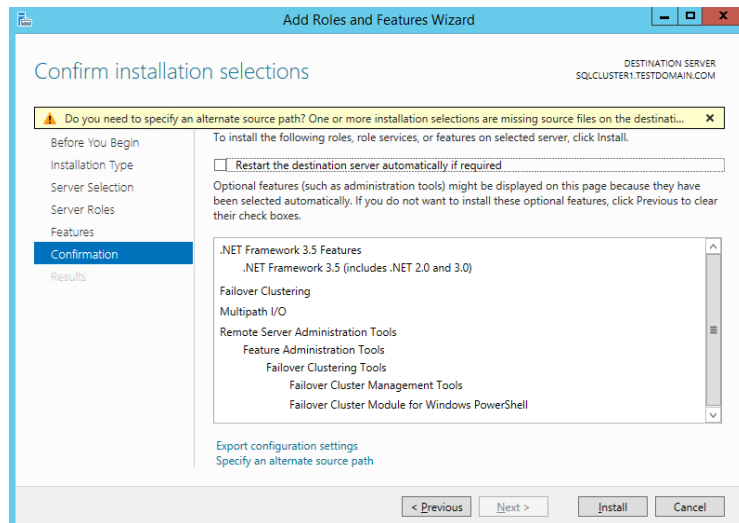 Add Roles and Features Wizard
Confirm installation selections
DESTINATION SERVER
SQLCLUSTER1.TESTDOMAIN.COM
Do you need to specify an alternate source path? One or more installation selections are missing source files on the destinati...
Before You Begin
Installation Type
Server Selection
Server Roles
Features
Confirmation
Results
To install the following roles, role services, or features on selected server, click Install.
Restart the destination server automatically if required
Optional features (such as administration tools) might be displayed on this page because they have
been selected automatically. If you do not want to install these optional features, click Previous to clear
their check boxes.
.NET Framework 3.5 Features
.NET Framework 3.5 (includes .NET 2.0 and 3.0)
Failover Clustering
Multipath I/O
Remote Server Administration Tools
Feature Administration Tools
Failover Clustering Tools
Failover Cluster Management Tools
Failover Cluster Module for Windows PowerShell
Export configuration settings
Specify an alternate source path
< Previous
Next >
Install
Cancel